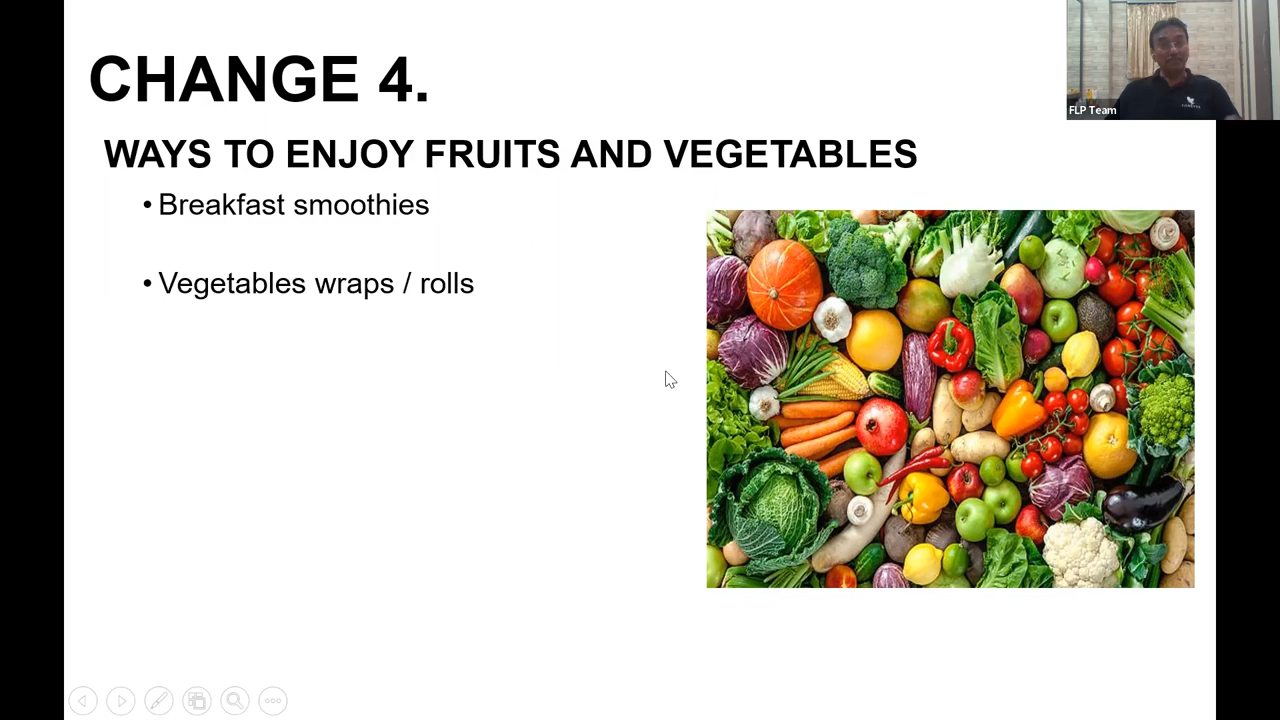 CHANGE 4.
FLP Team
WAYS TO ENJOY FRUITS AND VEGETABLES
• Breakfast smoothies
• Vegetables wraps / rolls